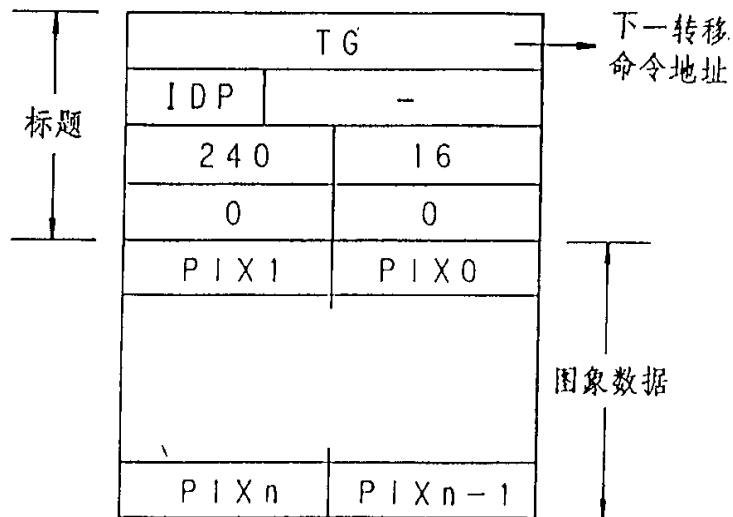 TG
下一转移
命令地址
IDP
-
标题
240
16
0
0
PIX1
PIX0
图象数据
PIXn
PIXn-1